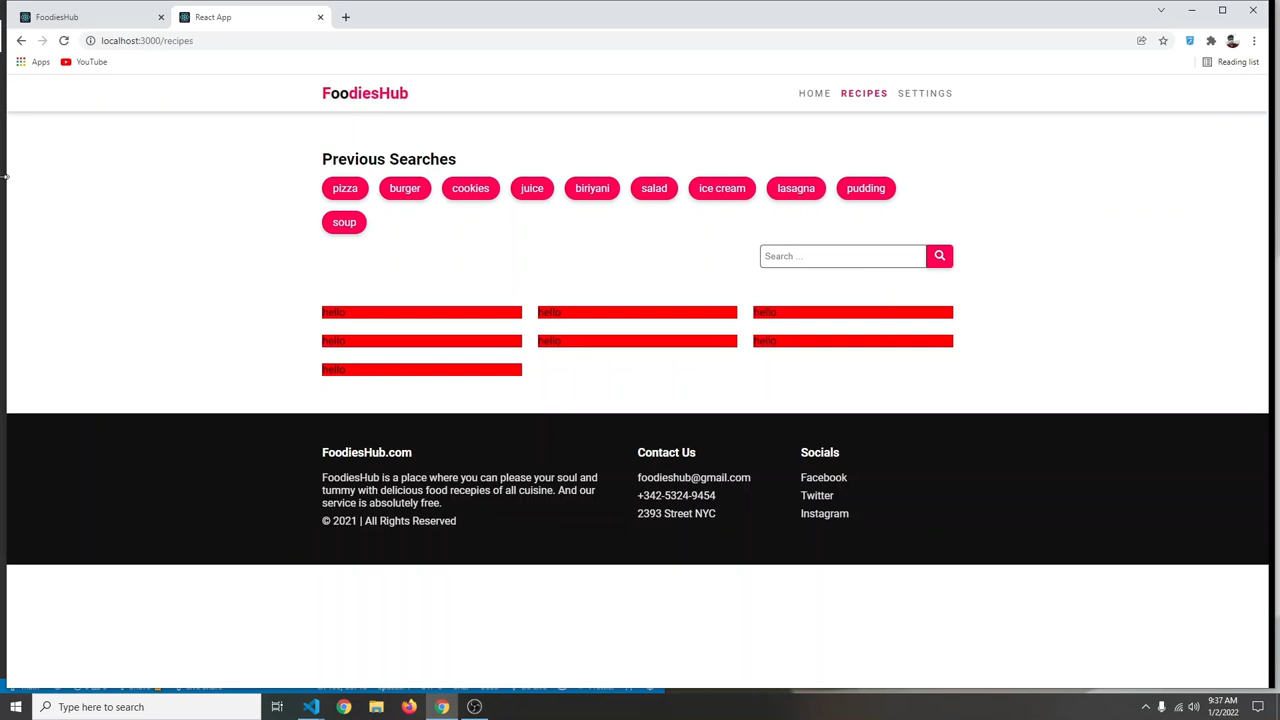 FoodiesHub
React App
localhost:3000/recipes
Apps YouTube Reading list
FoodiesHub HOME RECIPES SETTINGS
Previous Searches
pizza burger cookies juice biriyani salad ice cream lasagna pudding
soup
Search ...
hello hello hello
hello hello hello
hello
FoodiesHub.com Contact Us Socials
FoodiesHub is a place where you can please your soul and
tummy with delicious food recepies of all cuisine. And our
service is absolutely free.
© 2021 | All Rights Reserved
foodieshub@gmail.com
+342-5324-9454
2393 Street NYC
Facebook
Twitter
Instagram
Type here to search
9:37 AM
1/2/2022